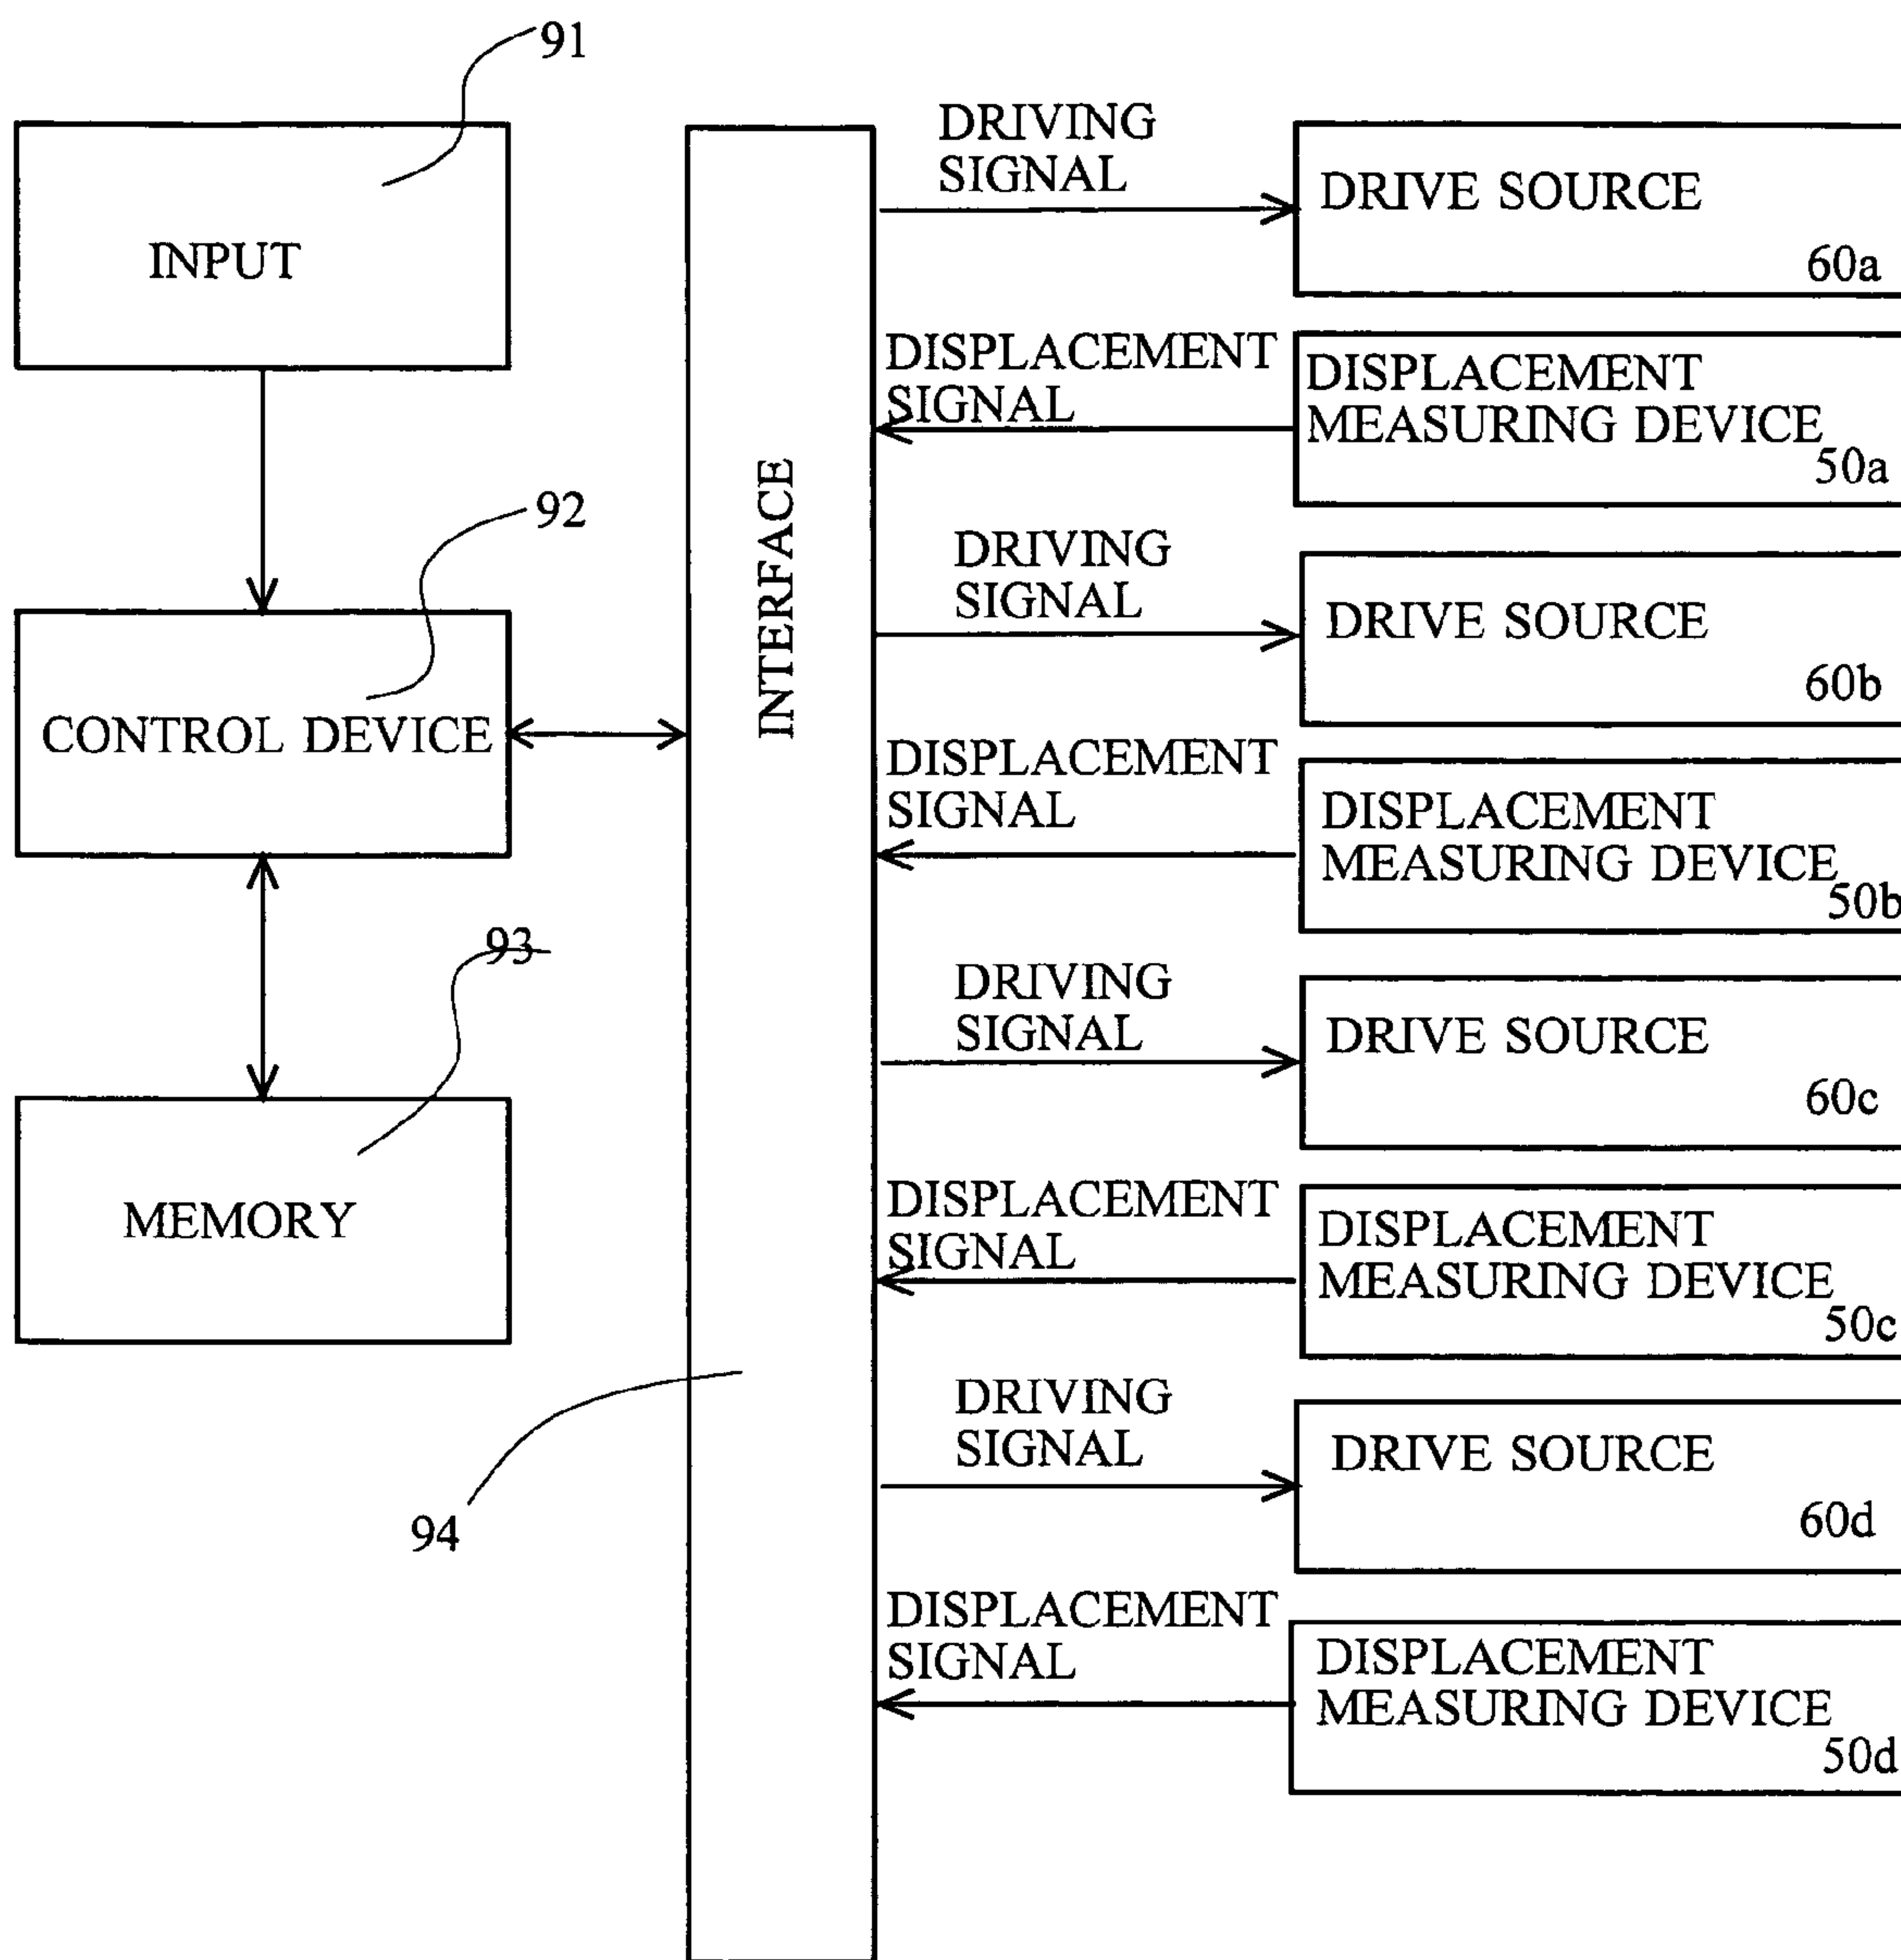 91
INPUT
92
CONTROL DEVICE
93
MEMORY
INTERFACE
94
DRIVING
SIGNAL
DRIVE SOURCE
60a
DISPLACEMENT
SIGNAL
DISPLACEMENT
MEASURING DEVICE
50a
DRIVING
SIGNAL
DRIVE SOURCE
60b
DISPLACEMENT
SIGNAL
DISPLACEMENT
MEASURING DEVICE
50b
DRIVING
SIGNAL
DRIVE SOURCE
60c
DISPLACEMENT
SIGNAL
DISPLACEMENT
MEASURING DEVICE
50c
DRIVING
SIGNAL
DRIVE SOURCE
60d
DISPLACEMENT
SIGNAL
DISPLACEMENT
MEASURING DEVICE
50d